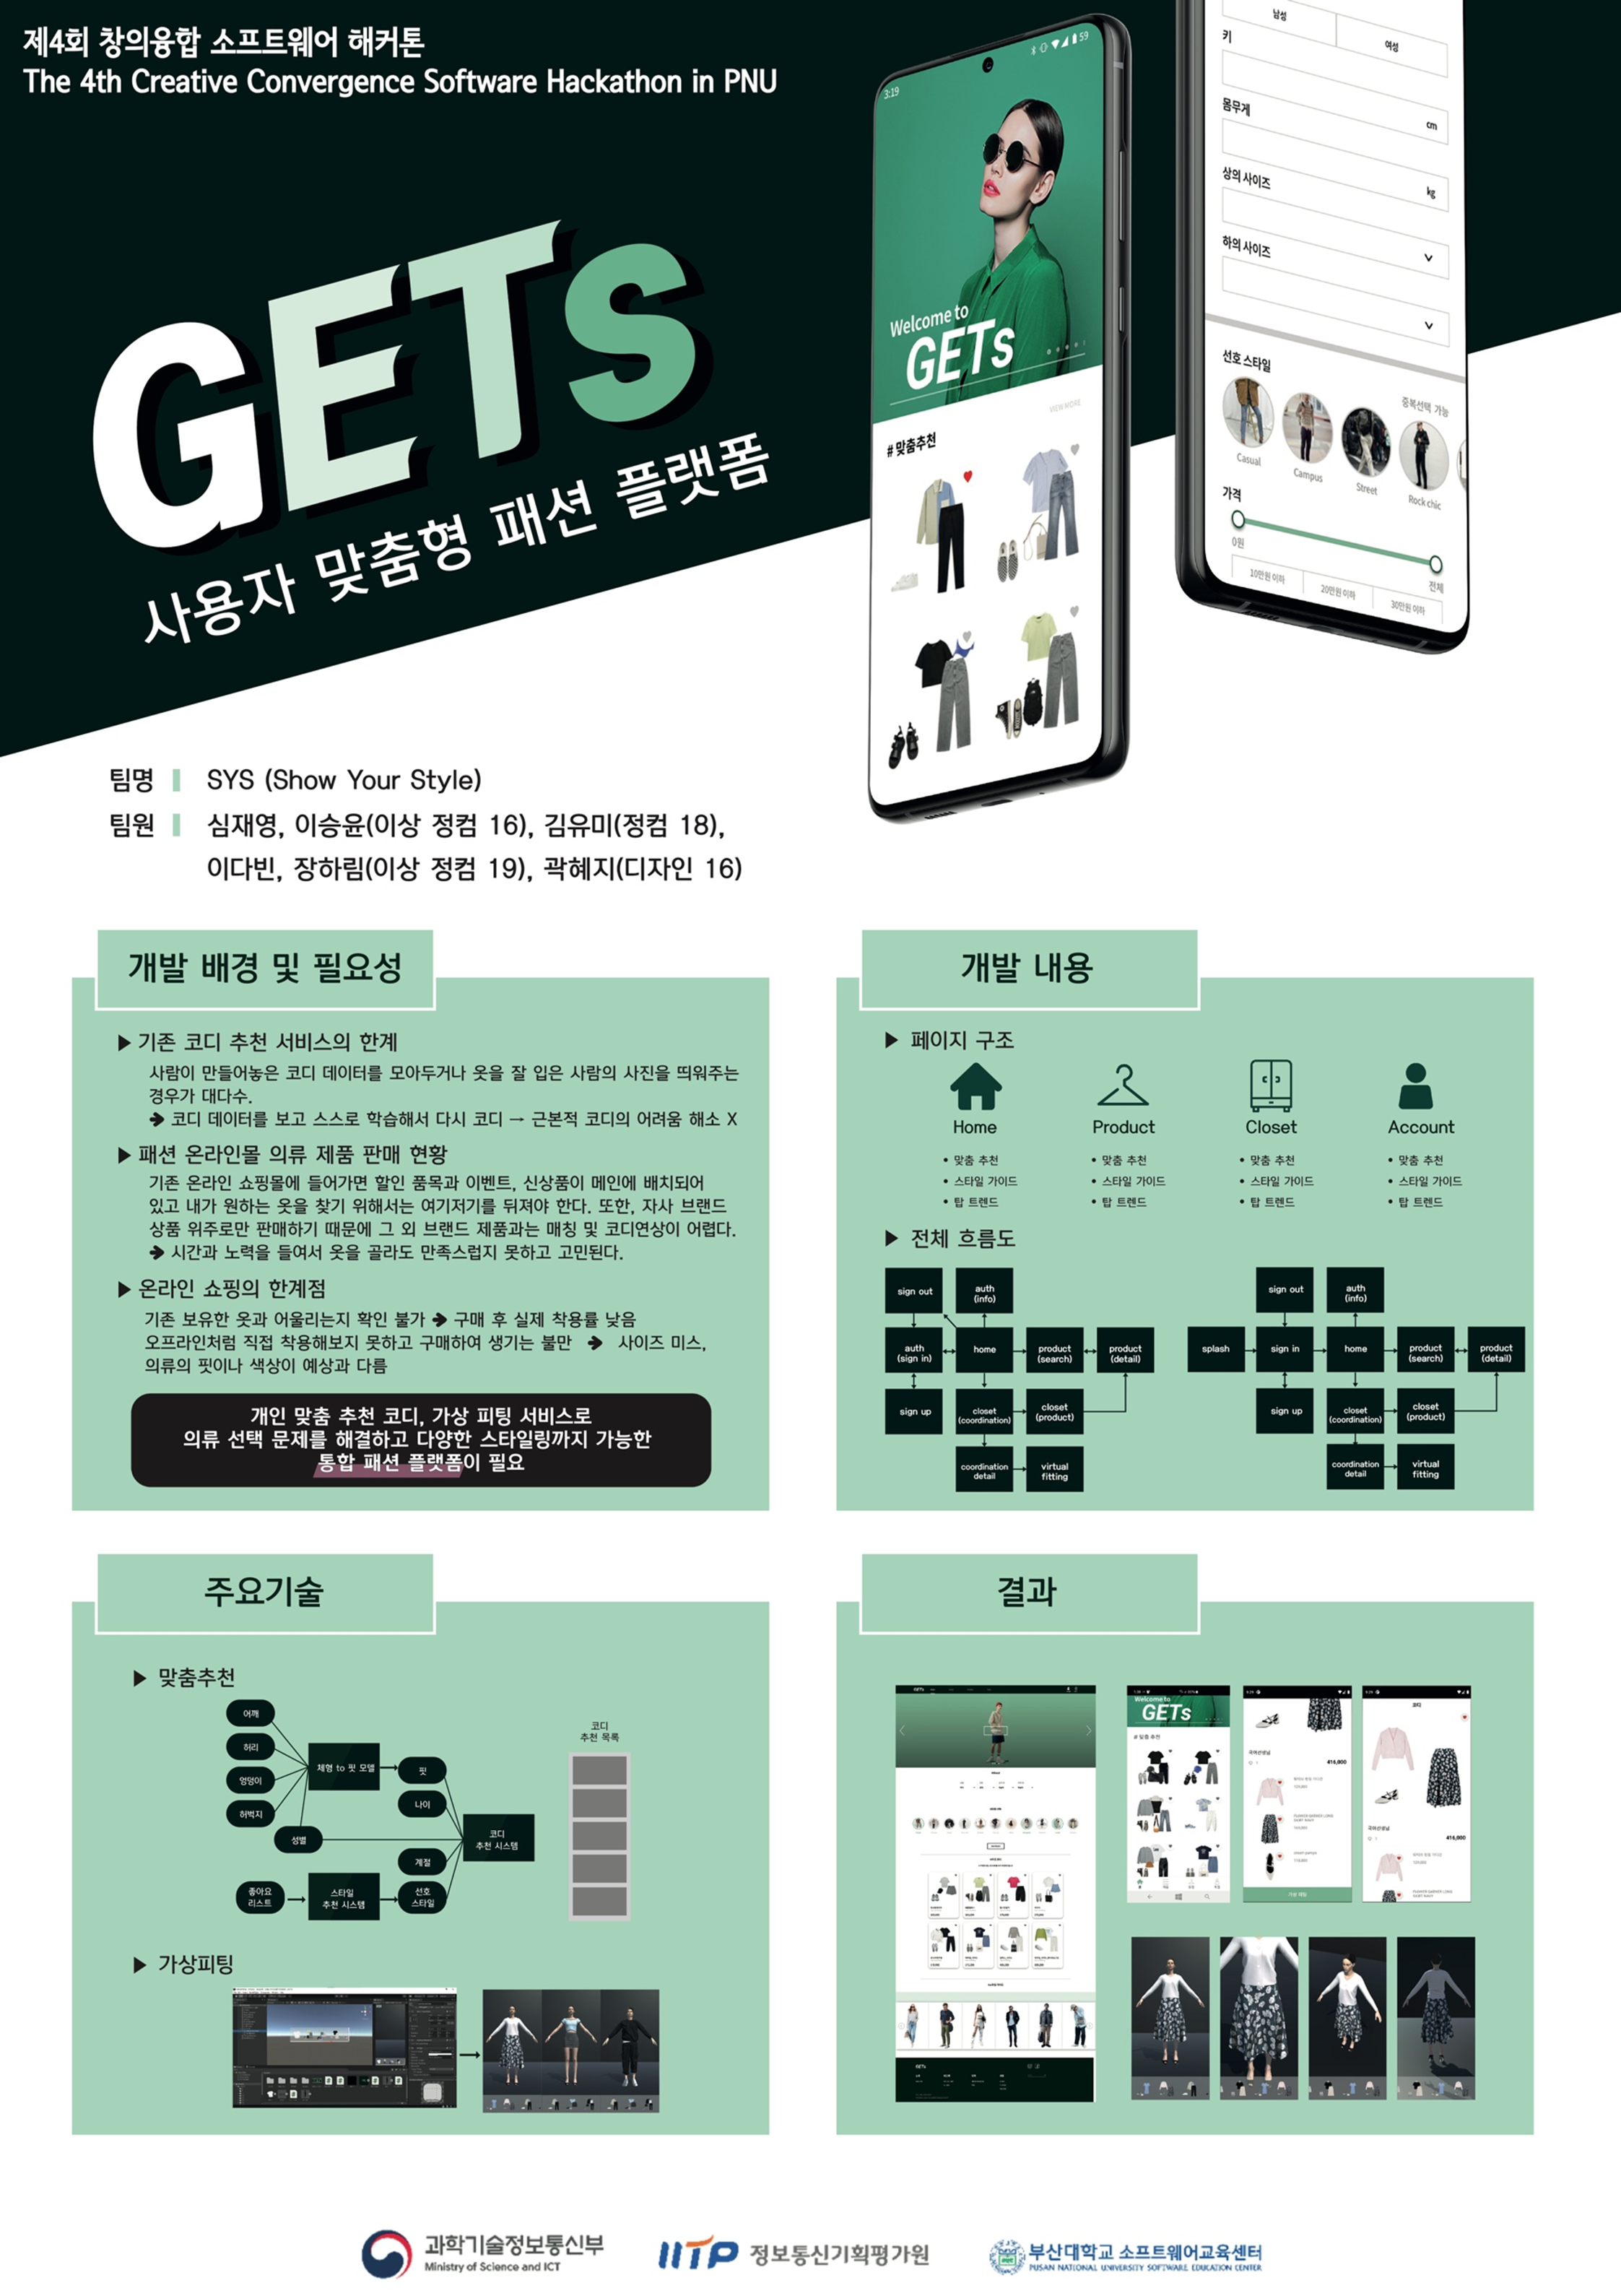 제4회 창의융합 소프트웨어 해커톤
The 4th Creative Convergence Software Hackathon in PNU
GETs
사용자 맞춤형 패션 플랫폼
3:19
59
Welcome to
GETs
VIEW MORE
# 맞춤추천
남성
여성
키
cm
몸무게
kg
상의 사이즈
하의 사이즈
선호 스타일
중복선택 가능
Casual
Campus
Street
Rock chic
가격
0원
전체
10만원 이하
20만원 이하
30만원 이하
팀명 SYS (Show Your Style)
팀원 심재영, 이승윤(이상 정컴 16), 김유미(정컴 18),
이다빈, 장하림(이상 정컴 19), 곽혜지(디자인 16)
개발 배경 및 필요성
▶ 기존 코디 추천 서비스의 한계
사람이 만들어놓은 코디 데이터를 모아두거나 옷을 잘 입은 사람의 사진을 띄워주는
경우가 대다수.
➔ 코디 데이터를 보고 스스로 학습해서 다시 코디 → 근본적 코디의 어려움 해소 X
▶ 패션 온라인몰 의류 제품 판매 현황
기존 온라인 쇼핑몰에 들어가면 할인 품목과 이벤트, 신상품이 메인에 배치되어
있고 내가 원하는 옷을 찾기 위해서는 여기저기를 뒤져야 한다. 또한, 자사 브랜드
상품 위주로만 판매하기 때문에 그 외 브랜드 제품과는 매칭 및 코디연상이 어렵다.
➔ 시간과 노력을 들여서 옷을 골라도 만족스럽지 못하고 고민된다.
▶ 온라인 쇼핑의 한계점
기존 보유한 옷과 어울리는지 확인 불가 ➔ 구매 후 실제 착용률 낮음
오프라인처럼 직접 착용해보지 못하고 구매하여 생기는 불만 ➔ 사이즈 미스,
의류의 핏이나 색상이 예상과 다름
개인 맞춤 추천 코디, 가상 피팅 서비스로
의류 선택 문제를 해결하고 다양한 스타일링까지 가능한
통합 패션 플랫폼이 필요
개발 내용
▶ 페이지 구조
Home Product Closet Account
• 맞춤 추천 • 맞춤 추천 • 맞춤 추천 • 맞춤 추천
• 스타일 가이드 • 스타일 가이드 • 스타일 가이드 • 스타일 가이드
• 탑 트렌드 • 탑 트렌드 • 탑 트렌드 • 탑 트렌드
▶ 전체 흐름도
sign out
auth
(info)
auth
(sign in)
home
product
(search)
product
(detail)
sign up
closet
(coordination)
closet
(product)
coordination
detail
virtual
fitting
sign out
auth
(info)
splash
sign in
home
product
(search)
product
(detail)
sign up
closet
(coordination)
closet
(product)
coordination
detail
virtual
fitting
주요기술
▶ 맞춤추천
어깨
허리
엉덩이
허벅지
성별
체형 to 핏 모델
핏
나이
계절
좋아요
리스트
스타일
추천 시스템
선호
스타일
코디
추천 시스템
코디
추천 목록
▶ 가상피팅
결과
GETs
Welcome to
GETs
# 맞춤 추천
414,000
가상 피팅
코디
414,000
GETs
과학기술정보통신부
Ministry of Science and ICT
IITP 정보통신기획평가원
부산대학교 소프트웨어교육센터
PUSAN NATIONAL UNIVERSITY SOFTWARE EDUCATION CENTER